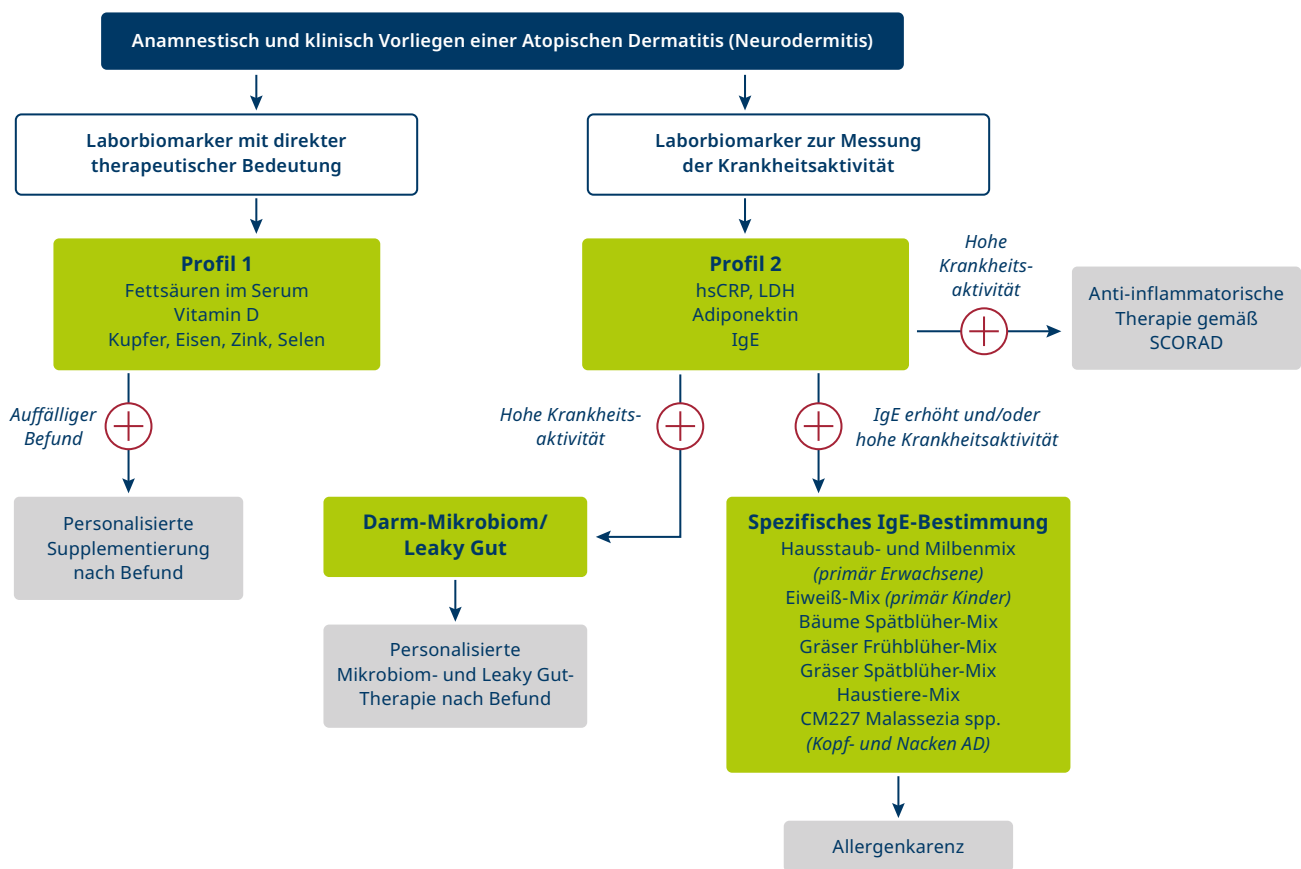 Anamnestisch und klinisch Vorliegen einer Atopischen Dermatitis (Neurodermitis)
Laborbiomarker mit direkter
therapeutischer Bedeutung
Laborbiomarker zur Messung
der Krankheitsaktivität
Profil 1
Fettsäuren im Serum
Vitamin D
Kupfer, Eisen, Zink, Selen
Profil 2
hsCRP, LDH
Adiponektin
IgE
Hohe
Krankheits-
aktivität
Anti-inflammatorische
Therapie gemäß
SCORAD
Auffälliger
Befund
Hohe Krankheits-
aktivität
IgE erhöht und/oder
hohe Krankheitsaktivität
Personalisierte
Supplementierung
nach Befund
Darm-Mikrobiom/
Leaky Gut
Personalisierte
Mikrobiom- und Leaky Gut-
Therapie nach Befund
Spezifisches IgE-Bestimmung
Hausstaub- und Milbenmix
(primär Erwachsene)
Eiweiß-Mix (primär Kinder)
Bäume Spätblüher-Mix
Gräser Frühblüher-Mix
Gräser Spätblüher-Mix
Haustiere-Mix
CM227 Malassezia spp.
(Kopf- und Nacken AD)
Allergenkarenz